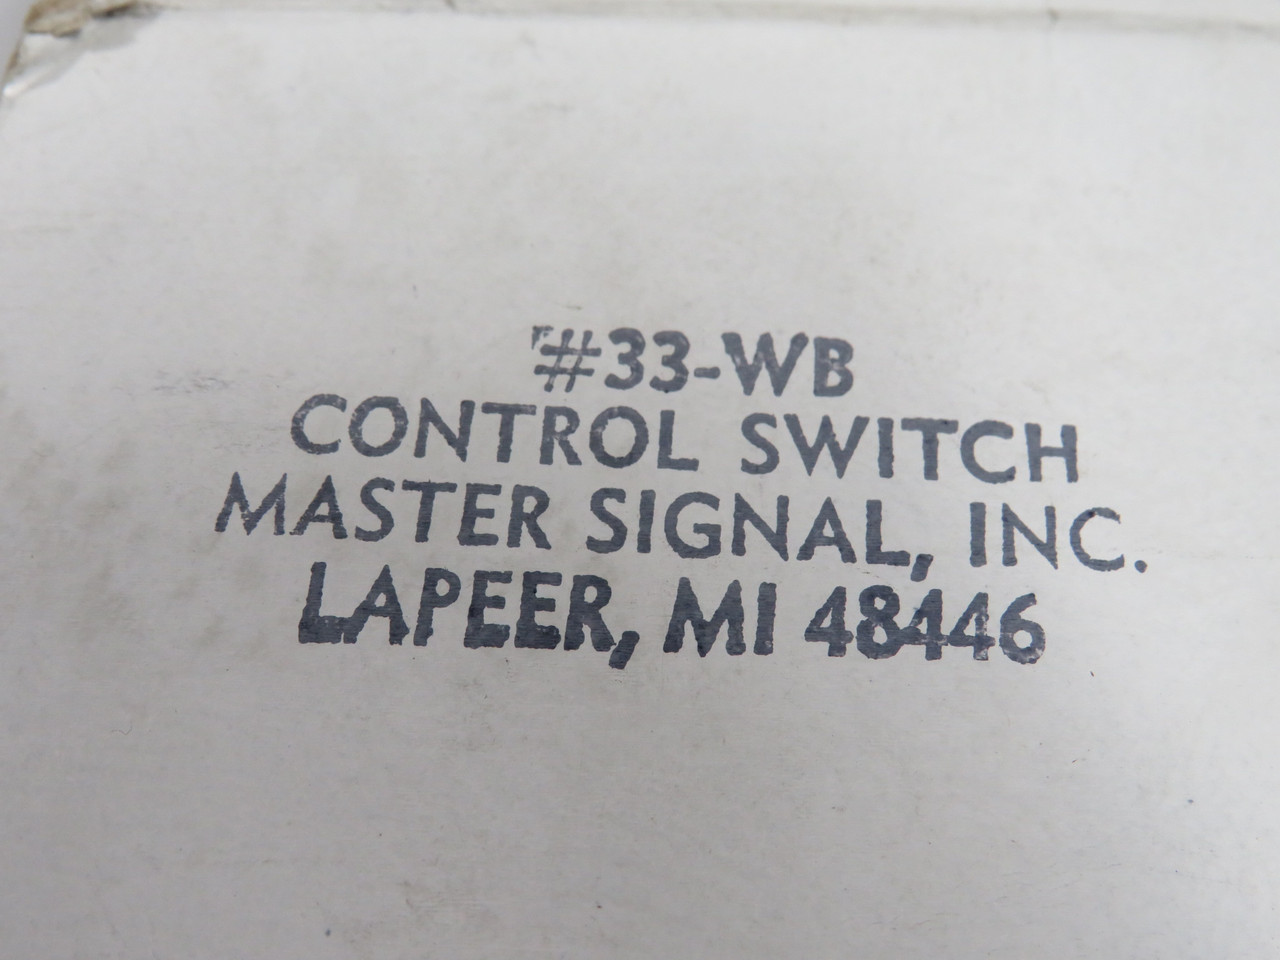 #33-WB
CONTROL SWITCH
MASTER SIGNAL, INC.
LAPEER, MI 48446